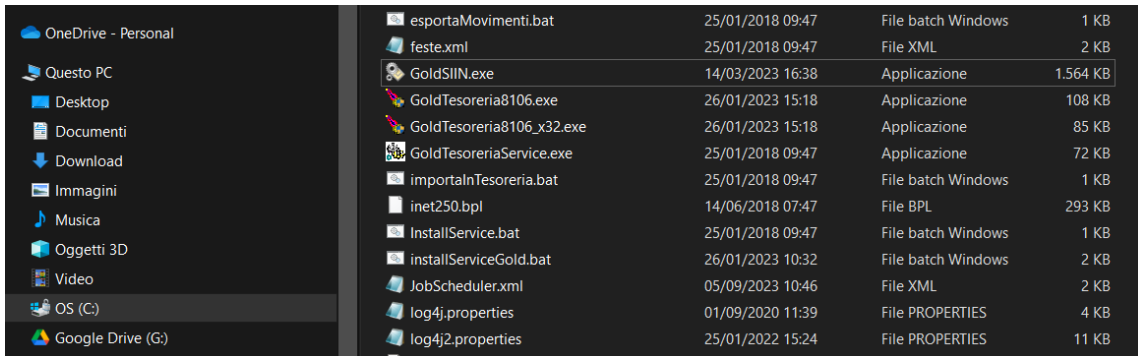 OneDrive - Personal
Questo PC
Desktop
Documenti
Download
Immagini
Musica
Oggetti 3D
Video
OS (C:)
Google Drive (G:)
esportaMovimenti.bat 25/01/2018 09:47 File batch Windows 1 KB
feste.xml 25/01/2018 09:47 File XML 2 KB
GoldSIIN.exe 14/03/2023 16:38 Applicazione 1.564 KB
GoldTesoreria8106.exe 26/01/2023 15:18 Applicazione 108 KB
GoldTesoreria8106_x32.exe 26/01/2023 15:18 Applicazione 85 KB
GoldTesoreriaService.exe 25/01/2018 09:47 Applicazione 72 KB
importaInTesoreria.bat 25/01/2018 09:47 File batch Windows 1 KB
inet250.bpl 14/06/2018 07:47 File BPL 293 KB
InstallService.bat 25/01/2018 09:47 File batch Windows 1 KB
installServiceGold.bat 26/01/2023 10:32 File batch Windows 2 KB
JobScheduler.xml 05/09/2023 10:46 File XML 2 KB
log4j.properties 01/09/2020 11:39 File PROPERTIES 4 KB
log4j2.properties 25/01/2022 15:24 File PROPERTIES 11 KB